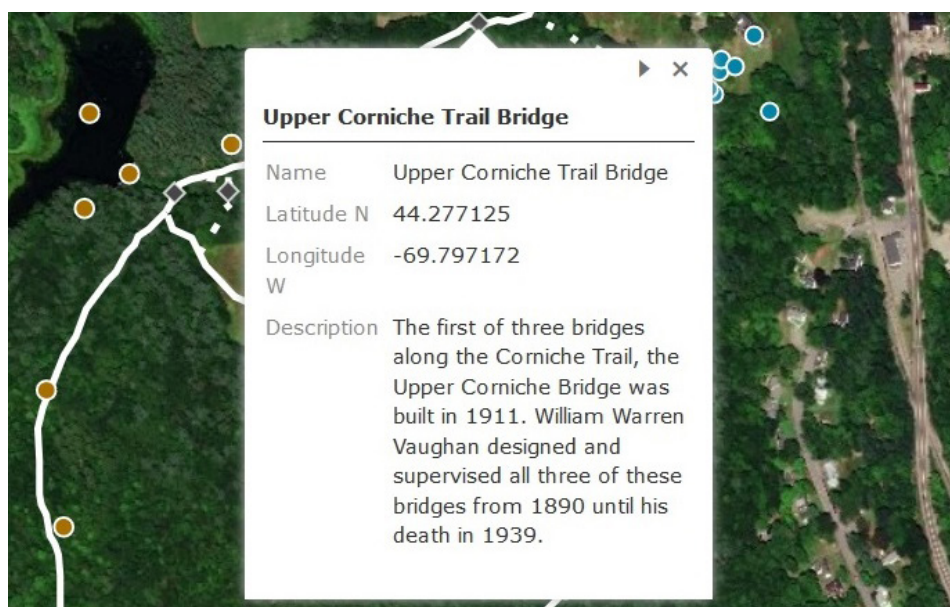 Upper Corniche Trail Bridge
Name Upper Corniche Trail Bridge
Latitude N 44.277125
Longitude W -69.797172
Description The first of three bridges
along the Corniche Trail, the
Upper Corniche Bridge was
built in 1911. William Warren
Vaughan designed and
supervised all three of these
bridges from 1890 until his
death in 1939.